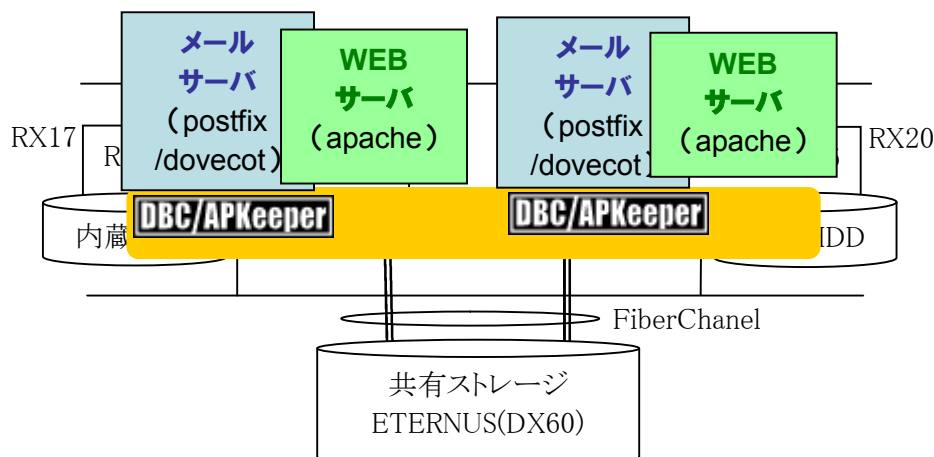 メール
サーバ
（postfix
/dovecot）
WEB
サーバ
（apache）
メール
サーバ
（postfix
/dovecot）
WEB
サーバ
（apache）
RX17
R
RX20
DBC/APKeeper
DBC/APKeeper
内蔵
IDD
FiberChanel
共有ストレージ
ETERNUS(DX60)